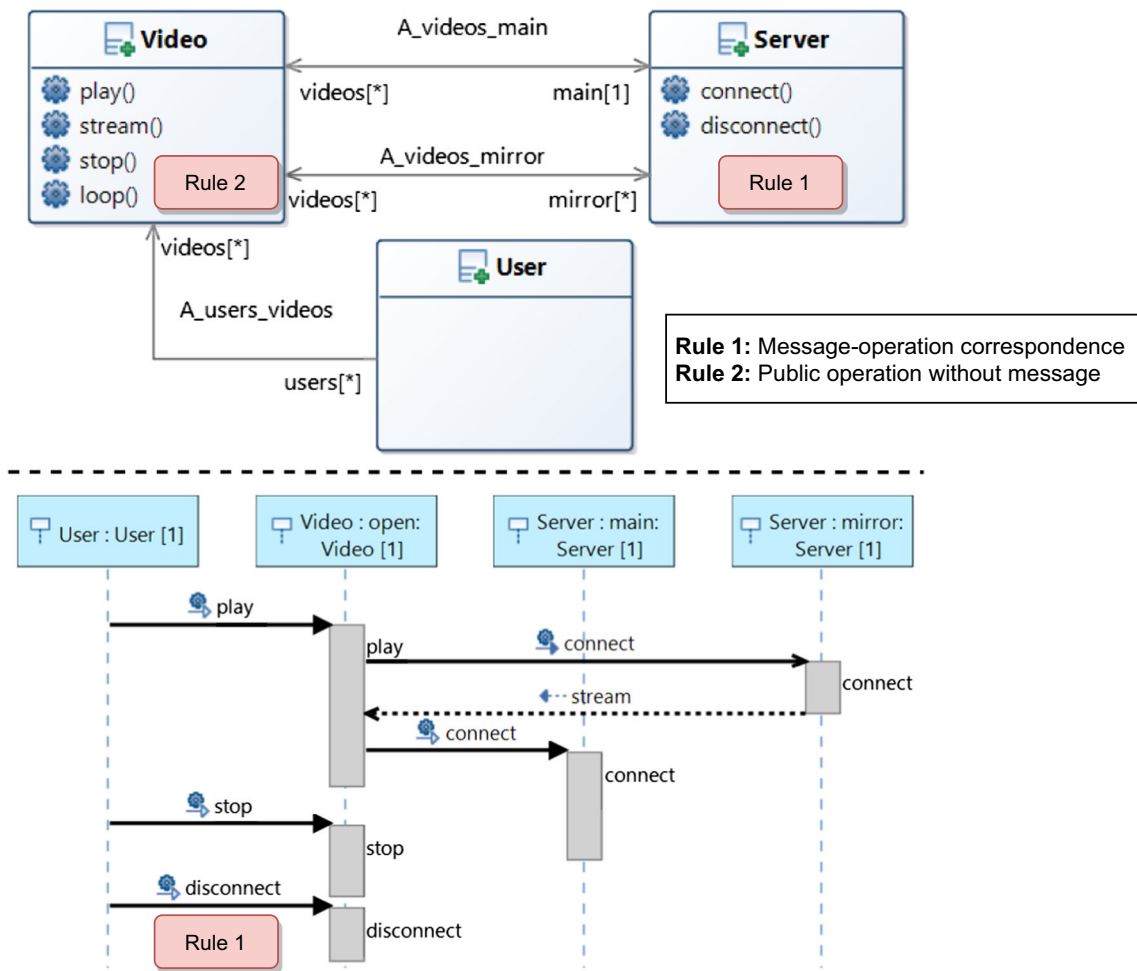 Video
A_videos_main
Server
play()
stream()
stop()
loop()
Rule 2
videos[*]
main[1]
connect()
disconnect()
Rule 1
A_videos_mirror
videos[*]
mirror[*]
videos[*]
User
A_users_videos
users[*]
Rule 1: Message-operation correspondence
Rule 2: Public operation without message
User : User [1]
Video : open:
Video [1]
Server : main:
Server [1]
Server : mirror:
Server [1]
play
play
connect
connect
stream
connect
connect
stop
stop
disconnect
disconnect
Rule 1